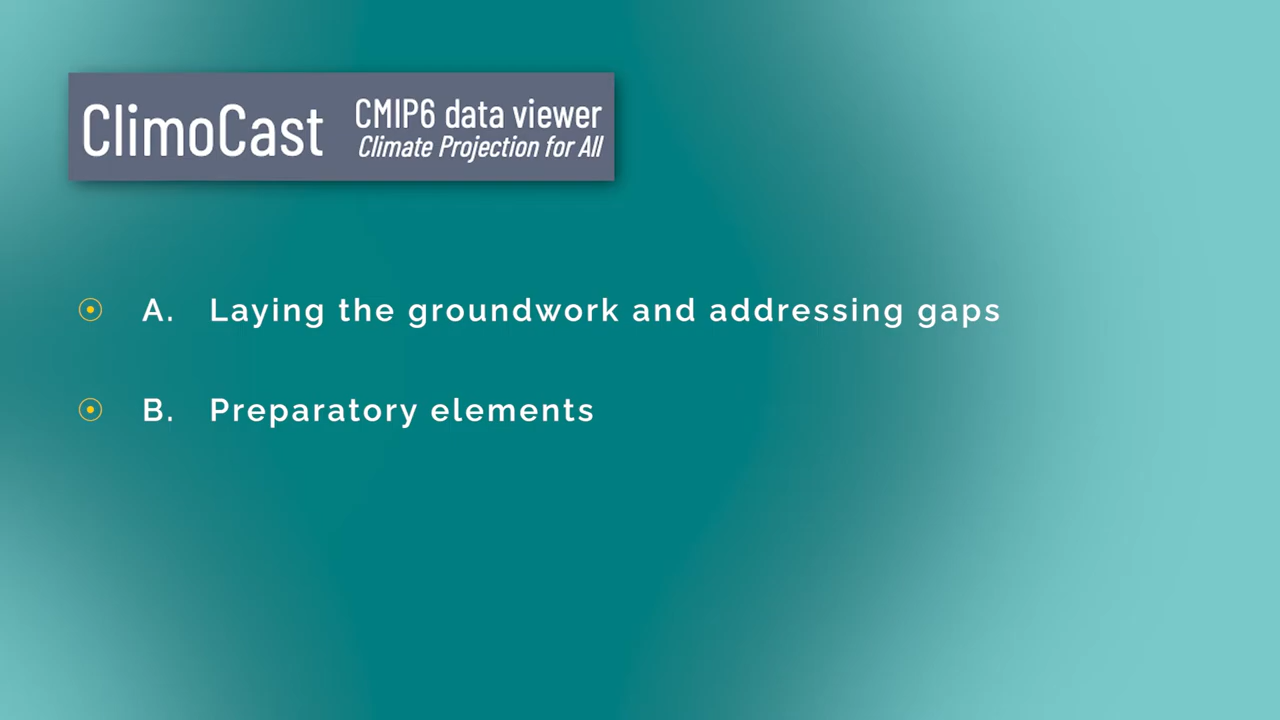 ClimoCast
CMIP6 data viewer
Climate Projection for All
A. Laying the groundwork and addressing gaps
B. Preparatory elements